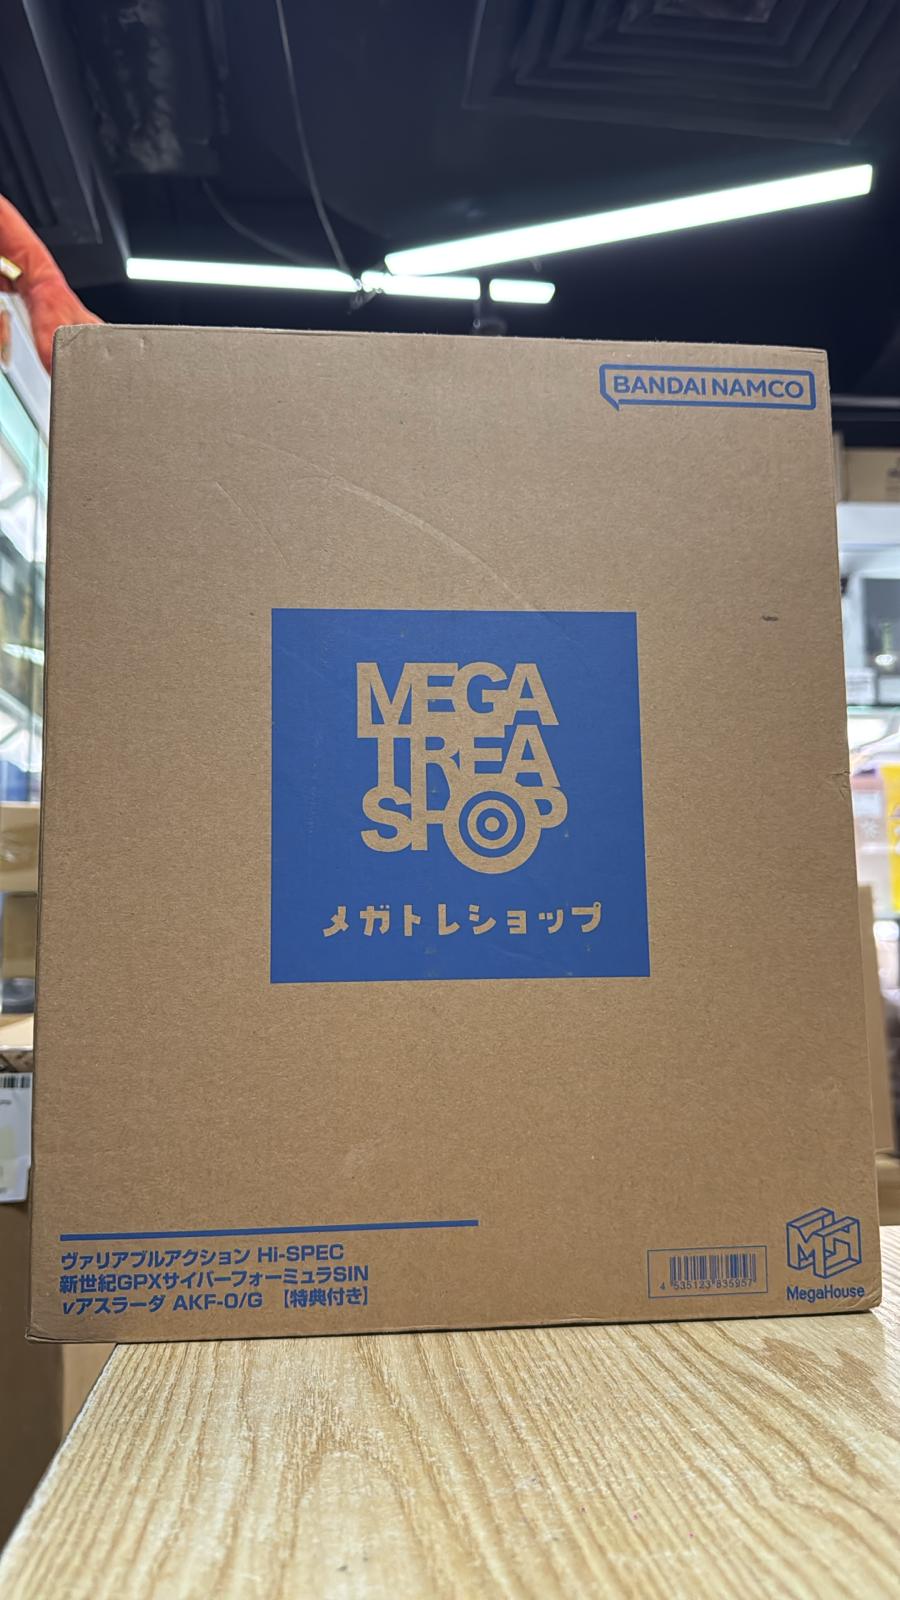 BANDAI NAMCO
MEGA
TREA
SHOP
メガトレショップ
ヴァリアブルアクション Hi-SPEC
新世紀GPXサイバーフォーミュラSIN
νアスラーダ AKF-0/G 【特典付き】
4 535123 835957
MegaHouse